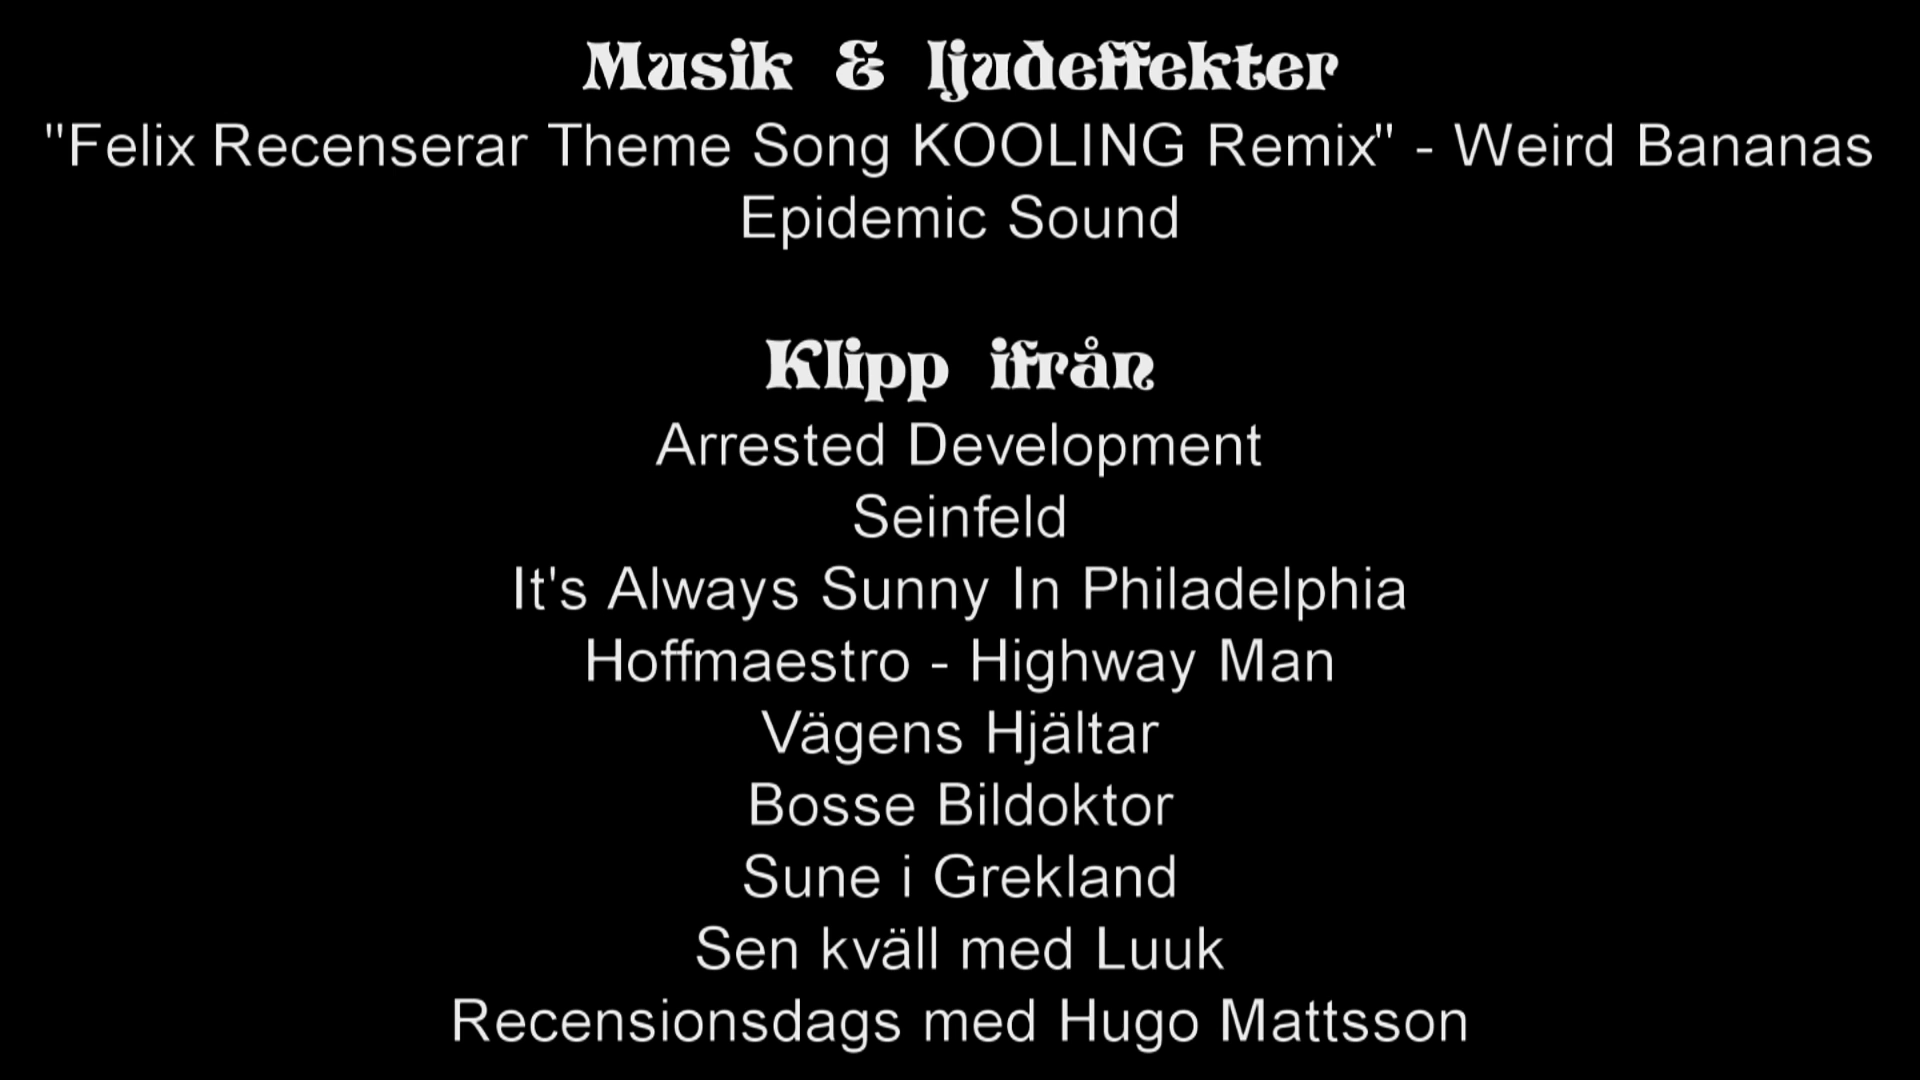 Musik & ljudeffekter
"Felix Recenserar Theme Song KOOLING Remix" - Weird Bananas
Epidemic Sound
Klipp ifrån
Arrested Development
Seinfeld
It's Always Sunny In Philadelphia
Hoffmaestro - Highway Man
Vägens Hjältar
Bosse Bildoktor
Sune i Grekland
Sen kväll med Luuk
Recensionsdags med Hugo Mattsson